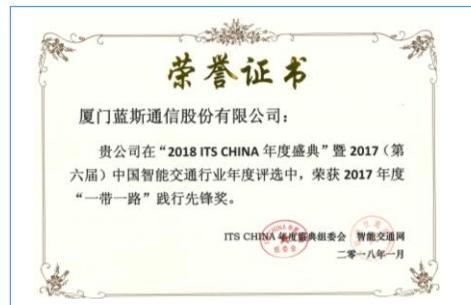 荣誉证书
厦门蓝斯通信股份有限公司：
贵公司在“2018 ITS CHINA 年度盛典”暨 2017（第
六届）中国智能交通行业年度评选中，荣获 2017 年度
“一带一路”践行先锋奖。
ITS CHINA 年度盛典组委会 智能交通网
二零一八年一月